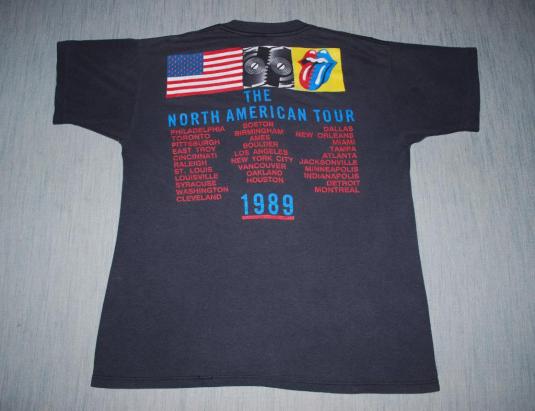 THE
NORTH AMERICAN TOUR
PHILADELPHIA
TORONTO
PITTSBURGH
EAST TROY
CINCINNATI
RALEIGH
ST. LOUIS
LOUISVILLE
SYRACUSE
WASHINGTON
CLEVELAND
BOSTON
BIRMINGHAM
AMES
BOULDER
LOS ANGELES
NEW YORK CITY
VANCOUVER
OAKLAND
HOUSTON
DALLAS
NEW ORLEANS
MIAMI
TAMPA
ATLANTA
JACKSONVILLE
MINNEAPOLIS
INDIANAPOLIS
DETROIT
MONTREAL
1989